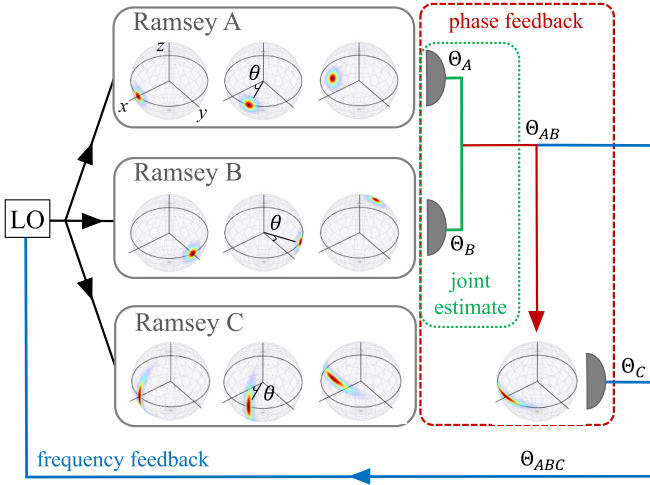 Ramsey A
z
θ
x
y
Ramsey B
θ
Ramsey C
θ
LO
phase feedback
Θ_A
Θ_AB
Θ_B
joint
estimate
Θ_C
frequency feedback
Θ_ABC